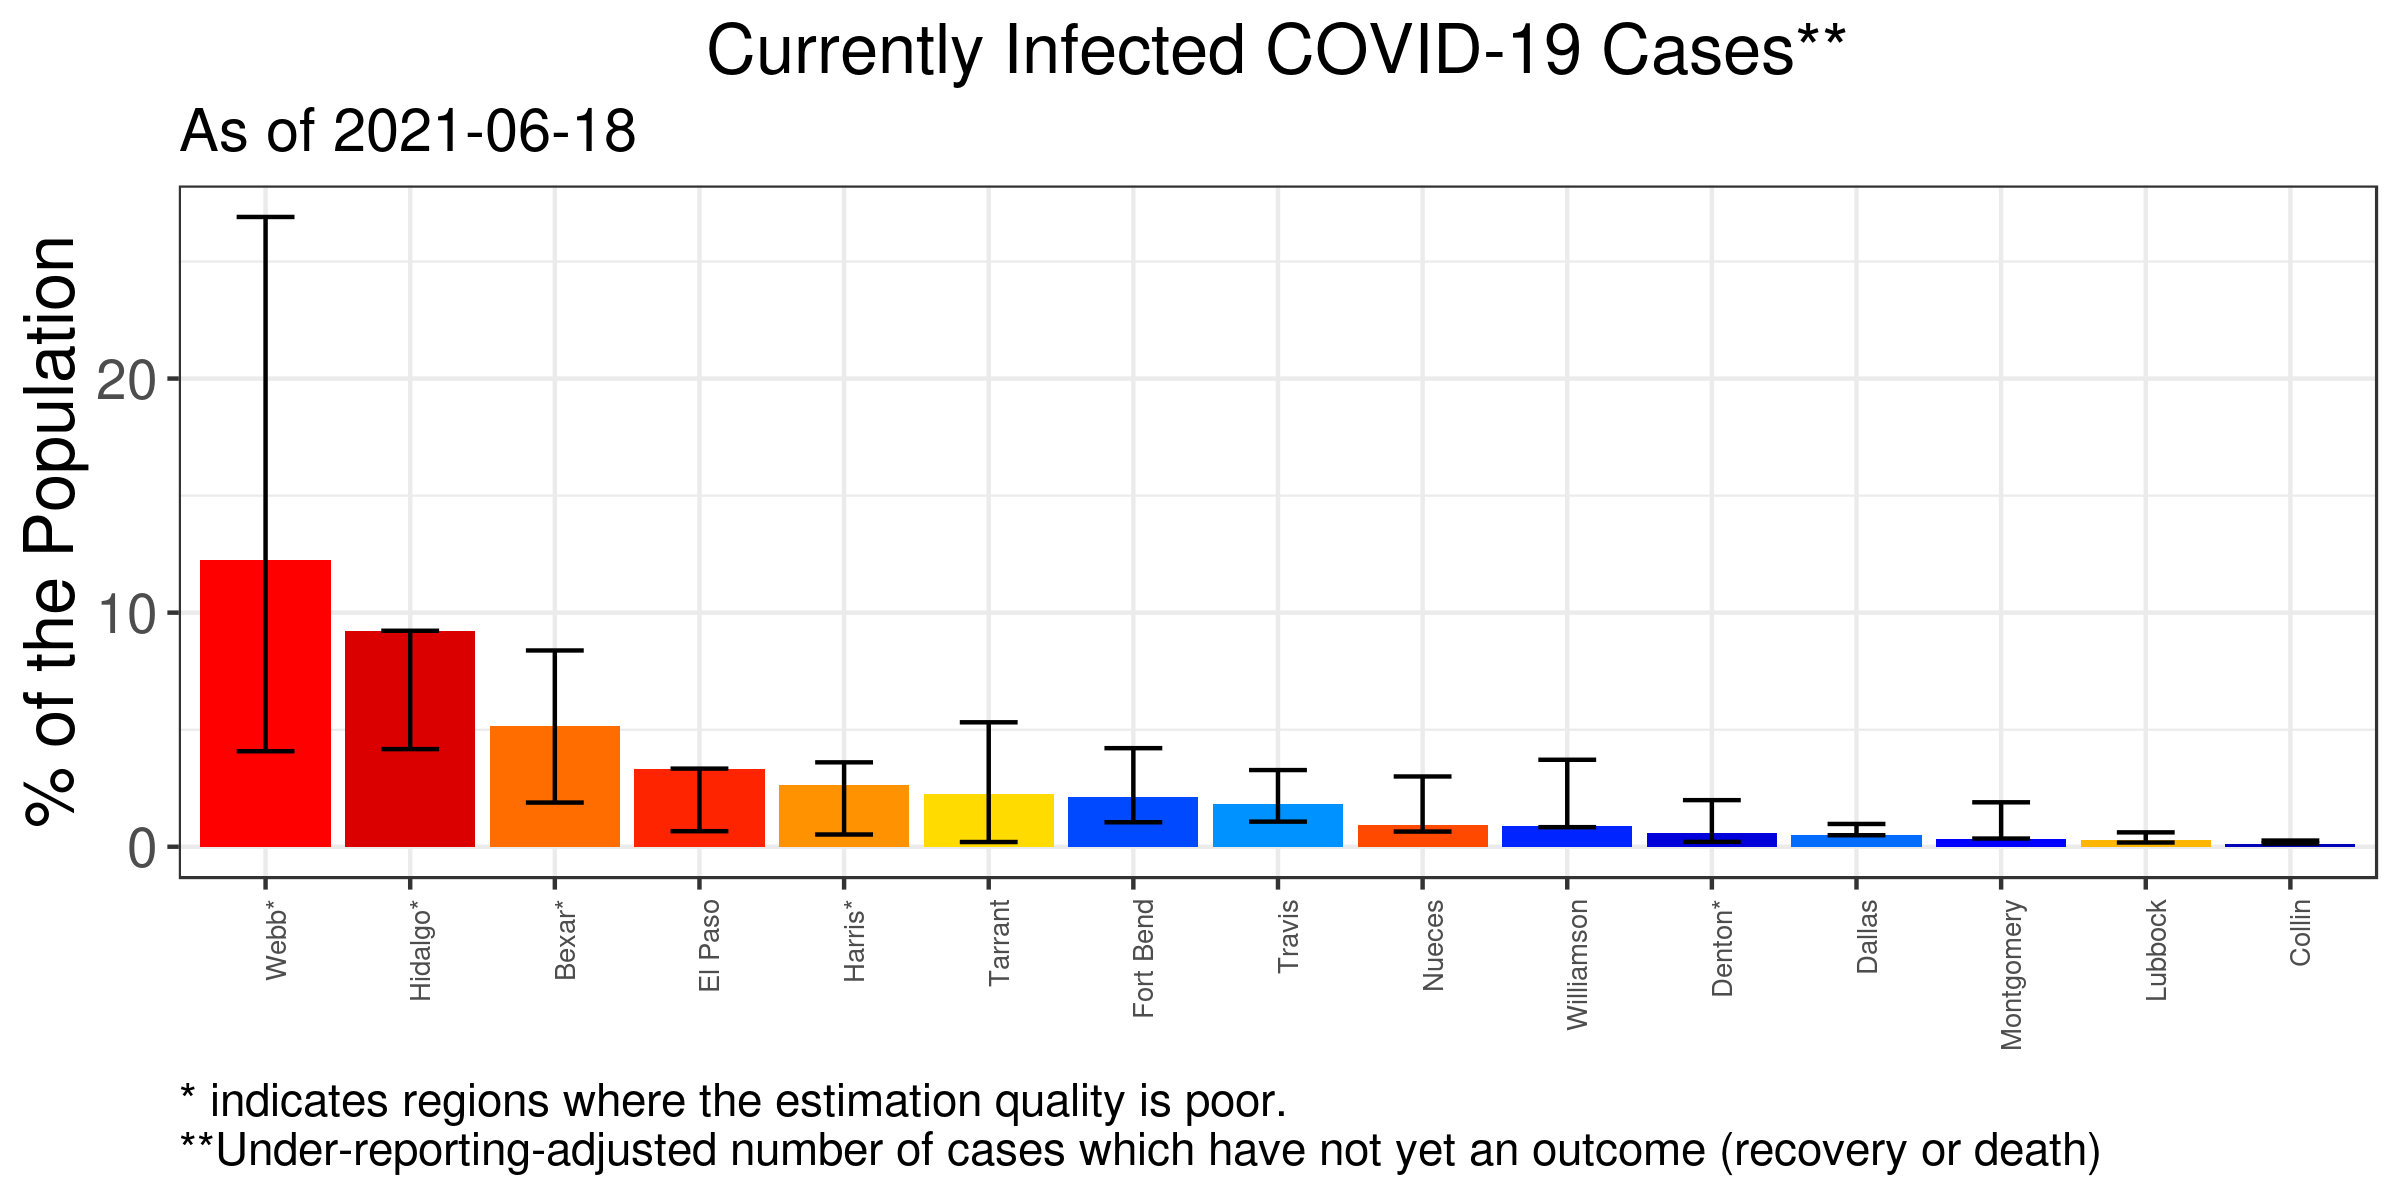 Currently Infected COVID-19 Cases**
As of 2021-06-18
% of the Population
20
10
0
Webb*
Hidalgo*
Bexar*
El Paso
Harris*
Tarrant
Fort Bend
Travis
Nueces
Williamson
Denton*
Dallas
Montgomery
Lubbock
Collin
* indicates regions where the estimation quality is poor.
**Under-reporting-adjusted number of cases which have not yet an outcome (recovery or death)